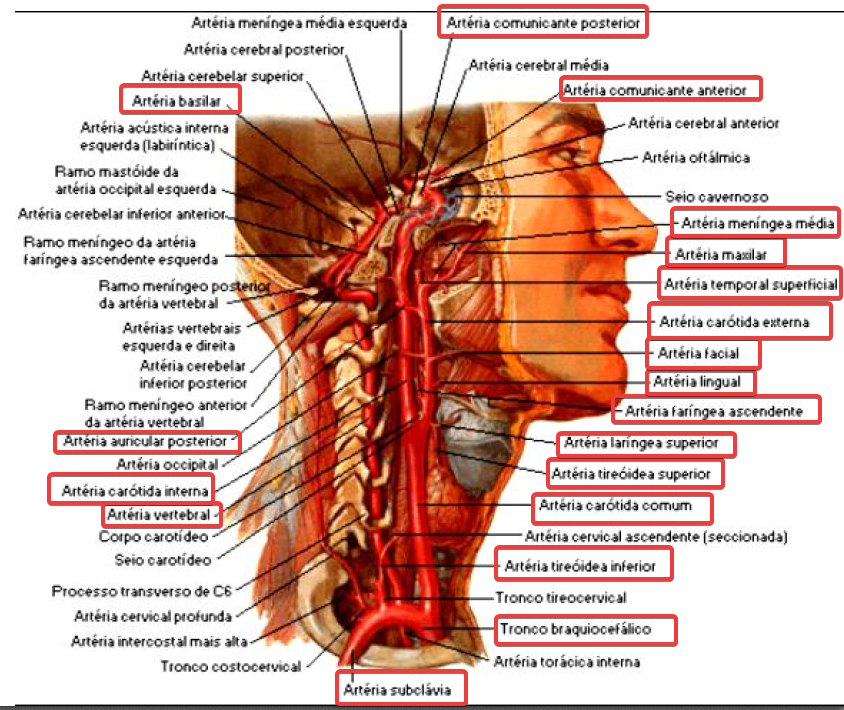 Artéria meníngea média esquerda
Artéria cerebral posterior
Artéria cerebelar superior
Artéria basilar
Artéria acústica interna
esquerda (labiríntica)
Ramo mastóide da
artéria occipital esquerda
Artéria cerebelar inferior anterior
Ramo meníngeo da artéria
faríngea ascendente esquerda
Ramo meníngeo posterior
da artéria vertebral
Artérias vertebrais
esquerda e direita
Artéria cerebelar
inferior posterior
Ramo meníngeo anterior
da artéria vertebral
Artéria auricular posterior
Artéria occipital
Artéria carótida interna
Artéria vertebral
Corpo carotídeo
Seio carotídeo
Processo transverso de C6
Artéria cervical profunda
Artéria intercostal mais alta
Tronco costocervical
Artéria subclávia
Artéria comunicante posterior
Artéria cerebral média
Artéria comunicante anterior
Artéria cerebral anterior
Artéria oftálmica
Seio cavernoso
Artéria meníngea média
Artéria maxilar
Artéria temporal superficial
Artéria carótida externa
Artéria facial
Artéria lingual
Artéria faríngea ascendente
Artéria laríngea superior
Artéria tireóidea superior
Artéria carótida comum
Artéria cervical ascendente (seccionada)
Artéria tireóidea inferior
Tronco tireocervical
Tronco braquiocefálico
Artéria torácica interna